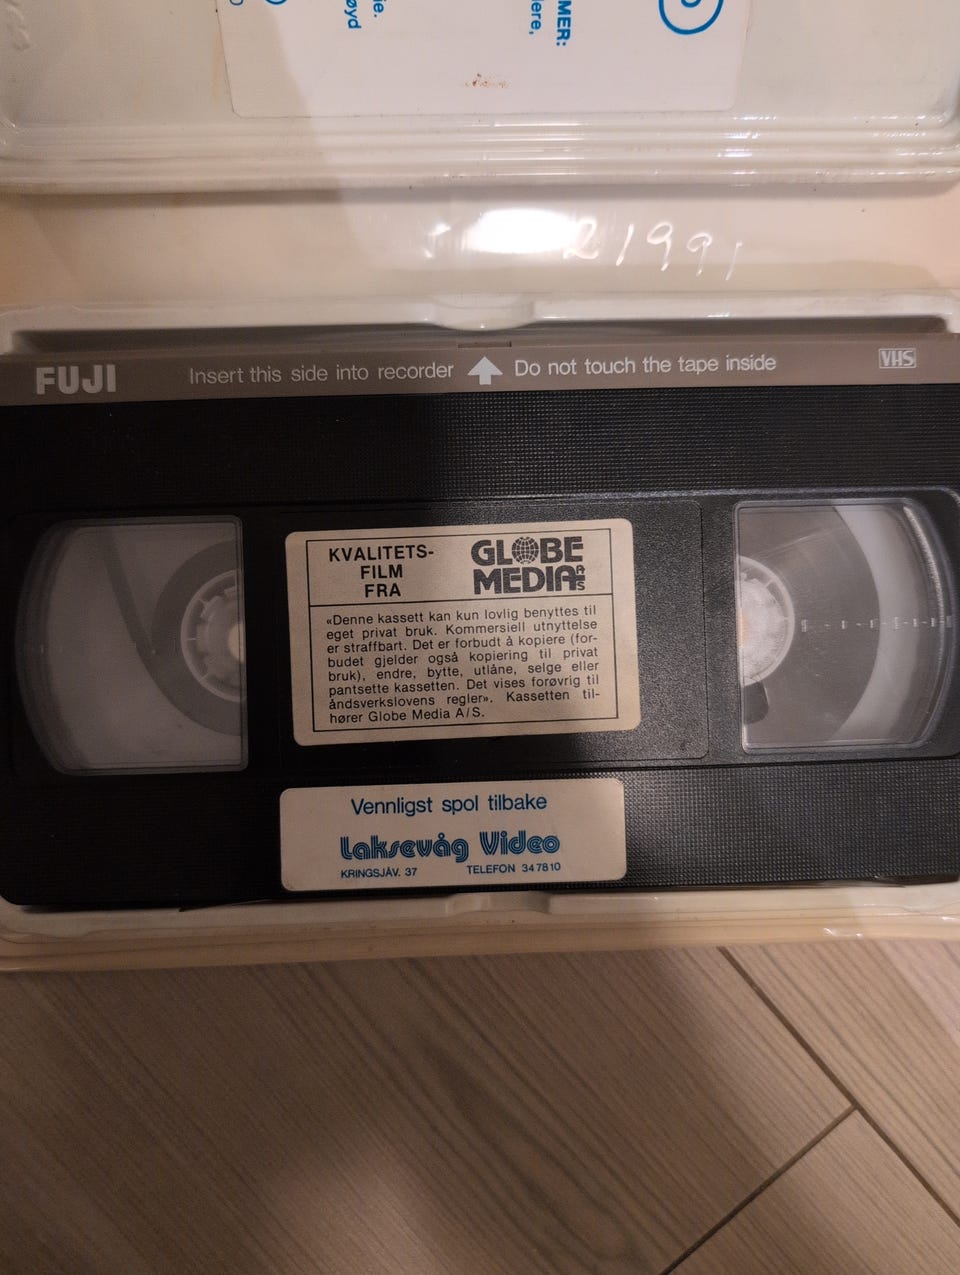 MER:
lere,
ie.
øyd
21991
FUJI
Insert this side into recorder
Do not touch the tape inside
VHS
KVALITETS-
FILM
FRA
GLOBE
MEDIA A/S
«Denne kassett kan kun lovlig benyttes til
eget privat bruk. Kommersiell utnyttelse
er straffbart. Det er forbudt å kopiere (for-
budet gjelder også kopiering til privat
bruk), endre, bytte, utlåne, selge eller
pantsette kassetten. Det vises forøvrig til
åndsverkslovens regler». Kassetten til-
hører Globe Media A/S.
Vennligst spol tilbake
Laksevåg Video
KRINGSJÅV. 37
TELEFON 347810